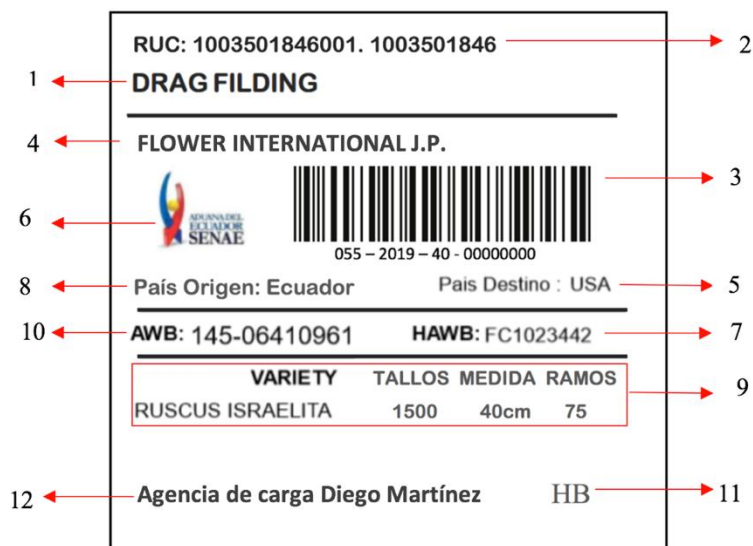 RUC: 1003501846001. 1003501846
2
1
DRAG FILDING
4
FLOWER INTERNATIONAL J.P.
3
6
ADUANA DEL
ECUADOR
SENAE
055 – 2019 – 40 - 00000000
8
País Origen: Ecuador
Pais Destino : USA
5
10
AWB: 145-06410961
HAWB: FC1023442
7
VARIETY TALLOS MEDIDA RAMOS
9
RUSCUS ISRAELITA 1500 40cm 75
12
Agencia de carga Diego Martínez
HB
11